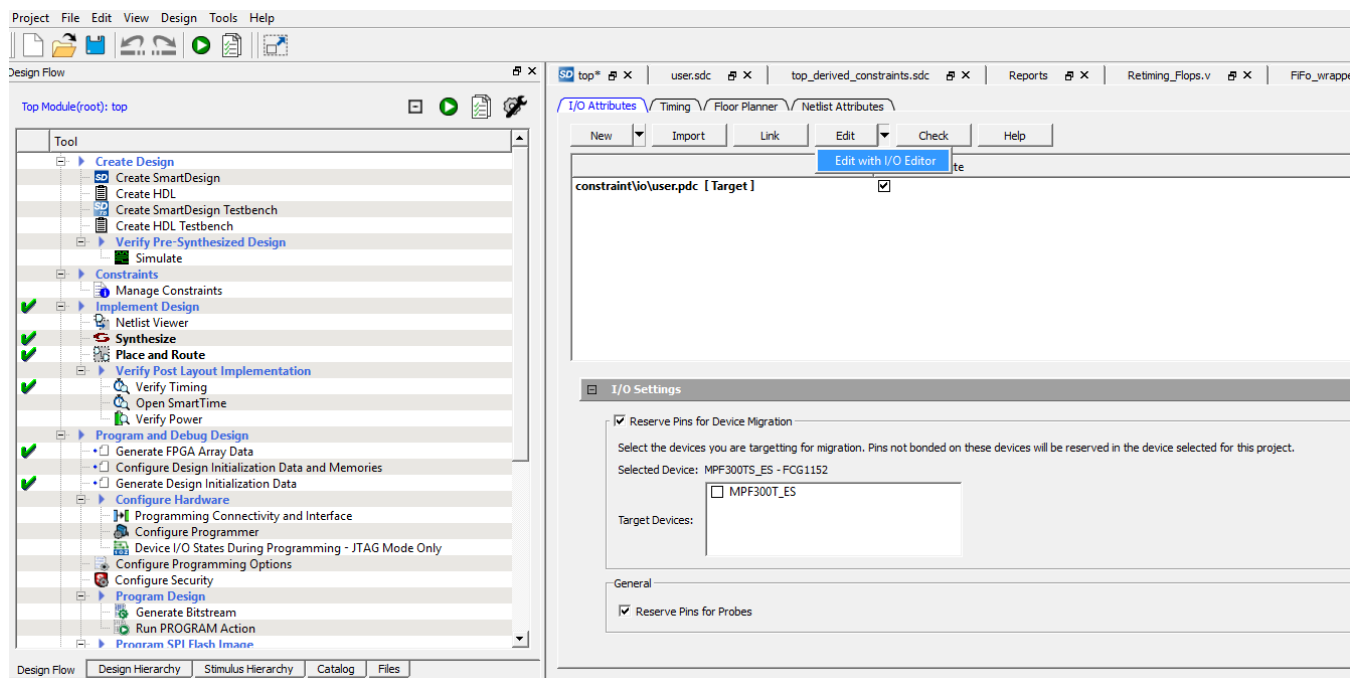 Project File Edit View Design Tools Help
Design Flow
Top Module(root): top
Tool
Create Design
Create SmartDesign
Create HDL
Create SmartDesign Testbench
Create HDL Testbench
Verify Pre-Synthesized Design
Simulate
Constraints
Manage Constraints
Implement Design
Netlist Viewer
Synthesize
Place and Route
Verify Post Layout Implementation
Verify Timing
Open SmartTime
Verify Power
Program and Debug Design
Generate FPGA Array Data
Configure Design Initialization Data and Memories
Generate Design Initialization Data
Configure Hardware
Programming Connectivity and Interface
Configure Programmer
Device I/O States During Programming - JTAG Mode Only
Configure Programming Options
Configure Security
Program Design
Generate Bitstream
Run PROGRAM Action
Program SPI Flash Image
Design Flow Design Hierarchy Stimulus Hierarchy Catalog Files
SD top* user.sdc top_derived_constraints.sdc Reports Retiming_Flops.v FiFo_wrappe
I/O Attributes Timing Floor Planner Netlist Attributes
New Import Link Edit Check Help
Edit with I/O Editor
te
constraint\io\user.pdc [ Target ]
I/O Settings
Reserve Pins for Device Migration
Select the devices you are targetting for migration. Pins not bonded on these devices will be reserved in the device selected for this project.
Selected Device: MPF300TS_ES - FCG1152
MPF300T_ES
Target Devices:
General
Reserve Pins for Probes